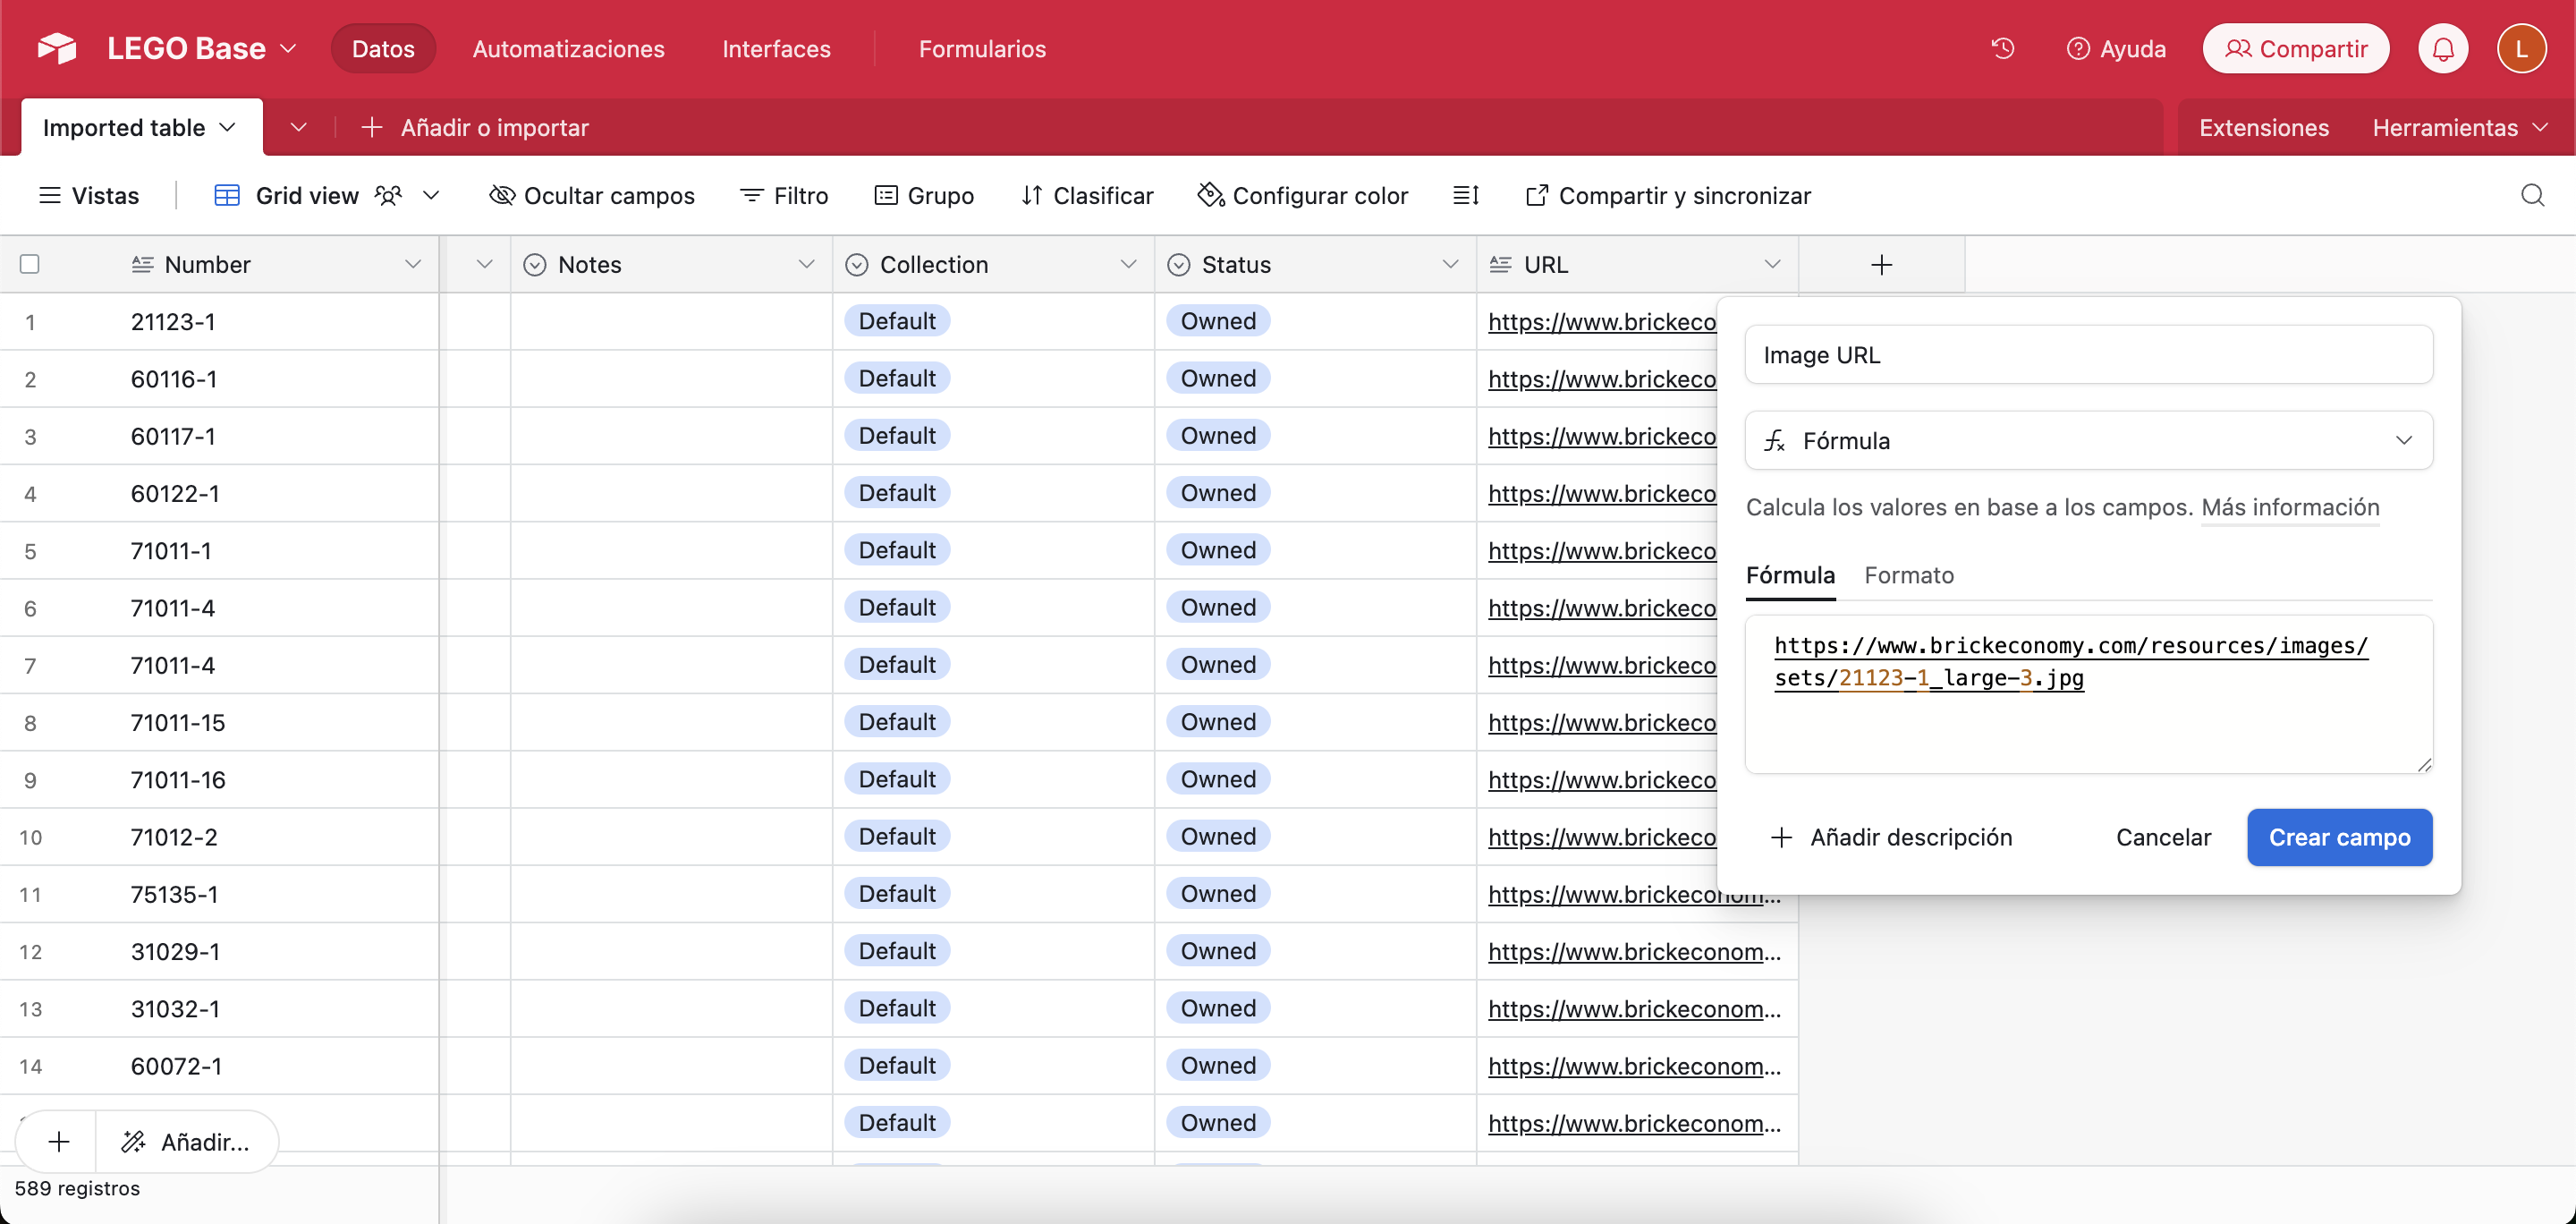 LEGO Base
Datos
Automatizaciones
Interfaces
Formularios
Ayuda
Compartir
L
Imported table
Añadir o importar
Extensiones
Herramientas
Vistas
Grid view
Ocultar campos
Filtro
Grupo
Clasificar
Configurar color
Compartir y sincronizar
Number
Notes
Collection
Status
URL
1 21123-1 Default Owned https://www.brickeco
2 60116-1 Default Owned https://www.brickeco
3 60117-1 Default Owned https://www.brickeco
4 60122-1 Default Owned https://www.brickeco
5 71011-1 Default Owned https://www.brickeco
6 71011-4 Default Owned https://www.brickeco
7 71011-4 Default Owned https://www.brickeco
8 71011-15 Default Owned https://www.brickeco
9 71011-16 Default Owned https://www.brickeco
10 71012-2 Default Owned https://www.brickeco
11 75135-1 Default Owned https://www.brickeconom...
12 31029-1 Default Owned https://www.brickeconom...
13 31032-1 Default Owned https://www.brickeconom...
14 60072-1 Default Owned https://www.brickeconom...
Default Owned https://www.brickeconom...
Image URL
Fórmula
Calcula los valores en base a los campos. Más información
Fórmula
Formato
https://www.brickeconomy.com/resources/images/
sets/21123-1_large-3.jpg
Añadir descripción
Cancelar
Crear campo
Añadir...
589 registros